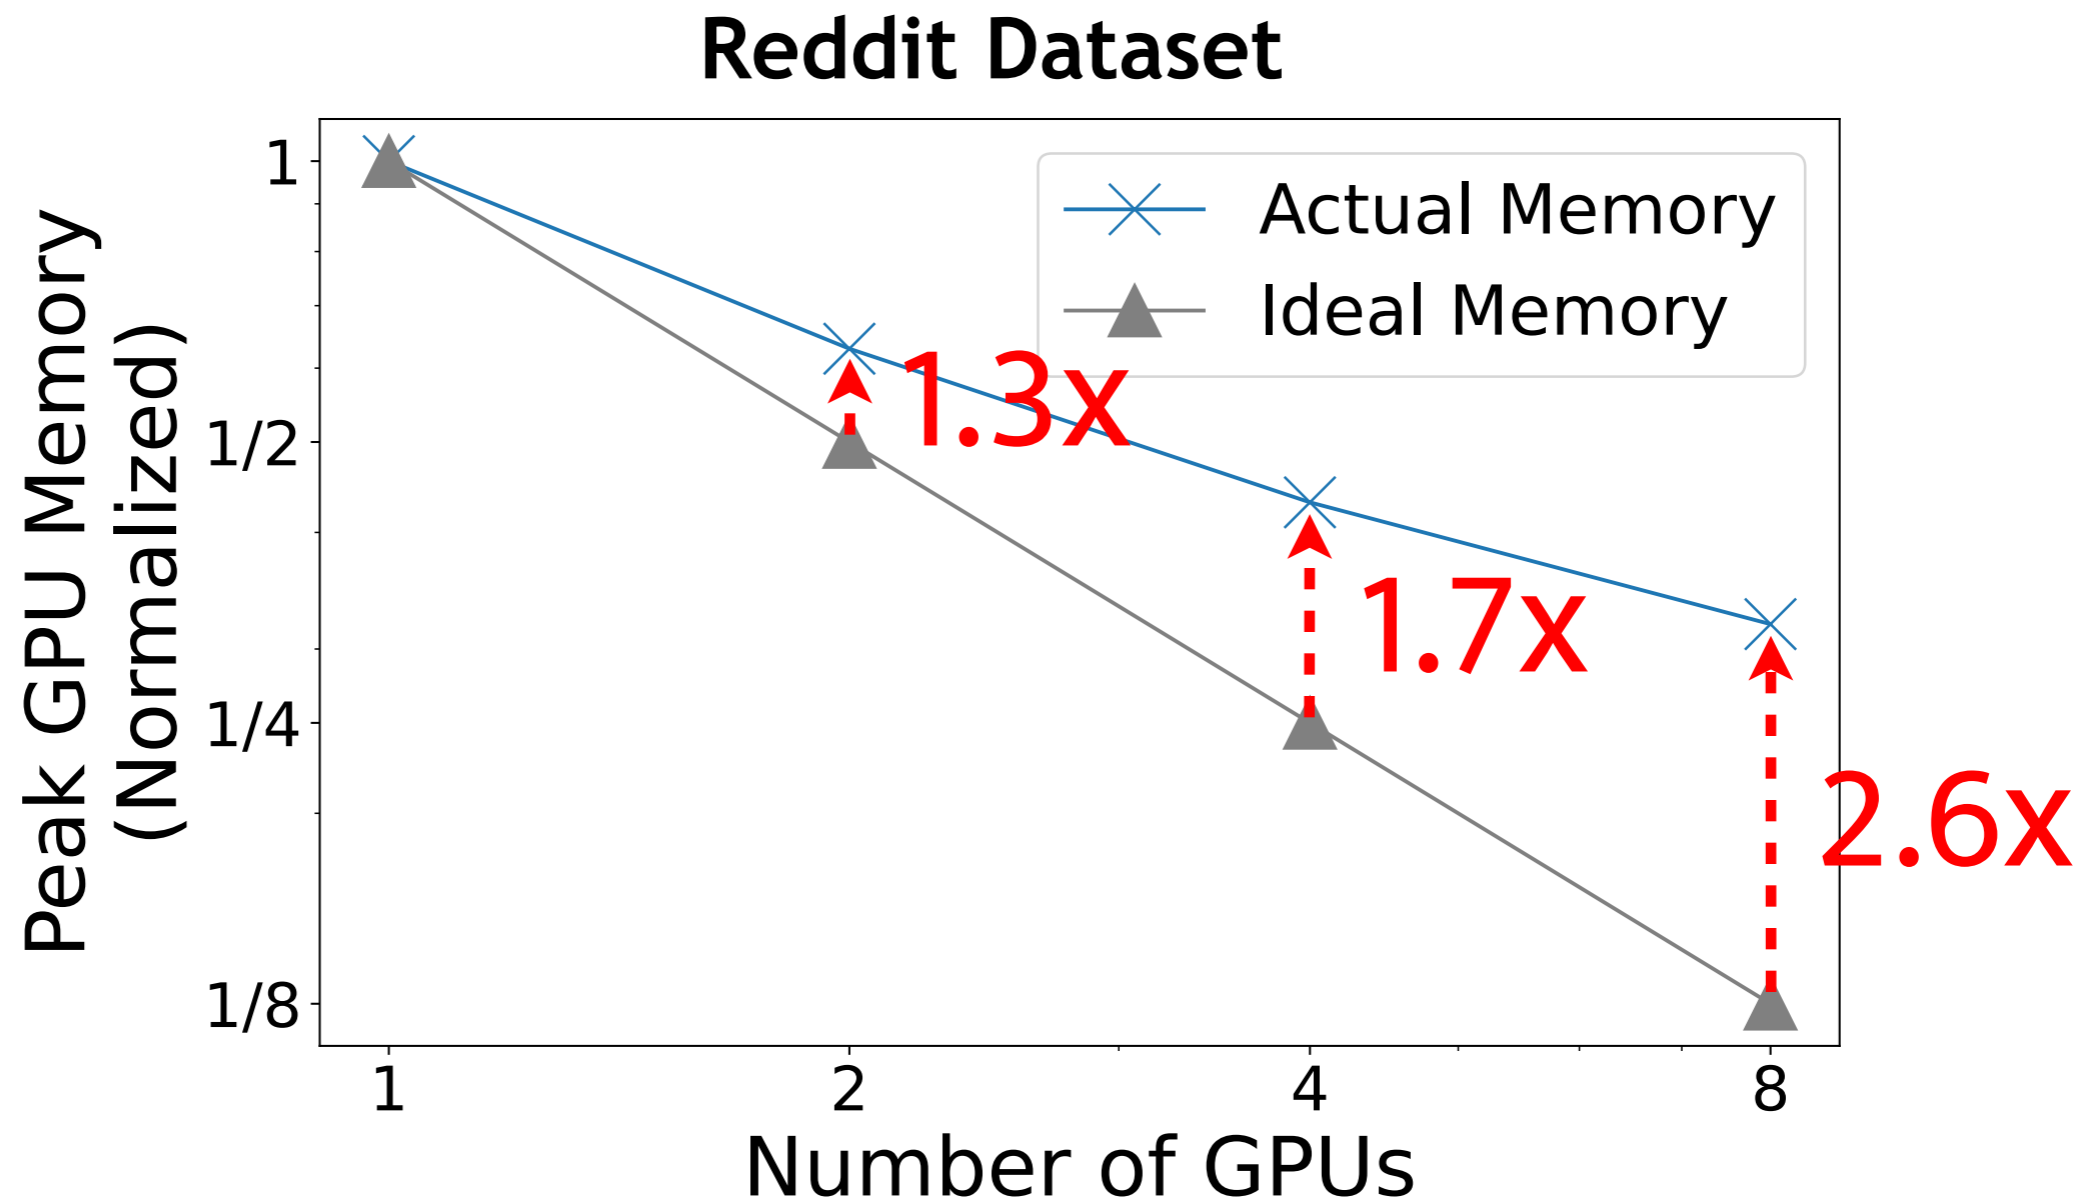 Reddit Dataset
Peak GPU Memory
(Normalized)
1
1/2
1/4
1/8
Actual Memory
Ideal Memory
1.3x
1.7x
2.6x
1
2
4
8
Number of GPUs